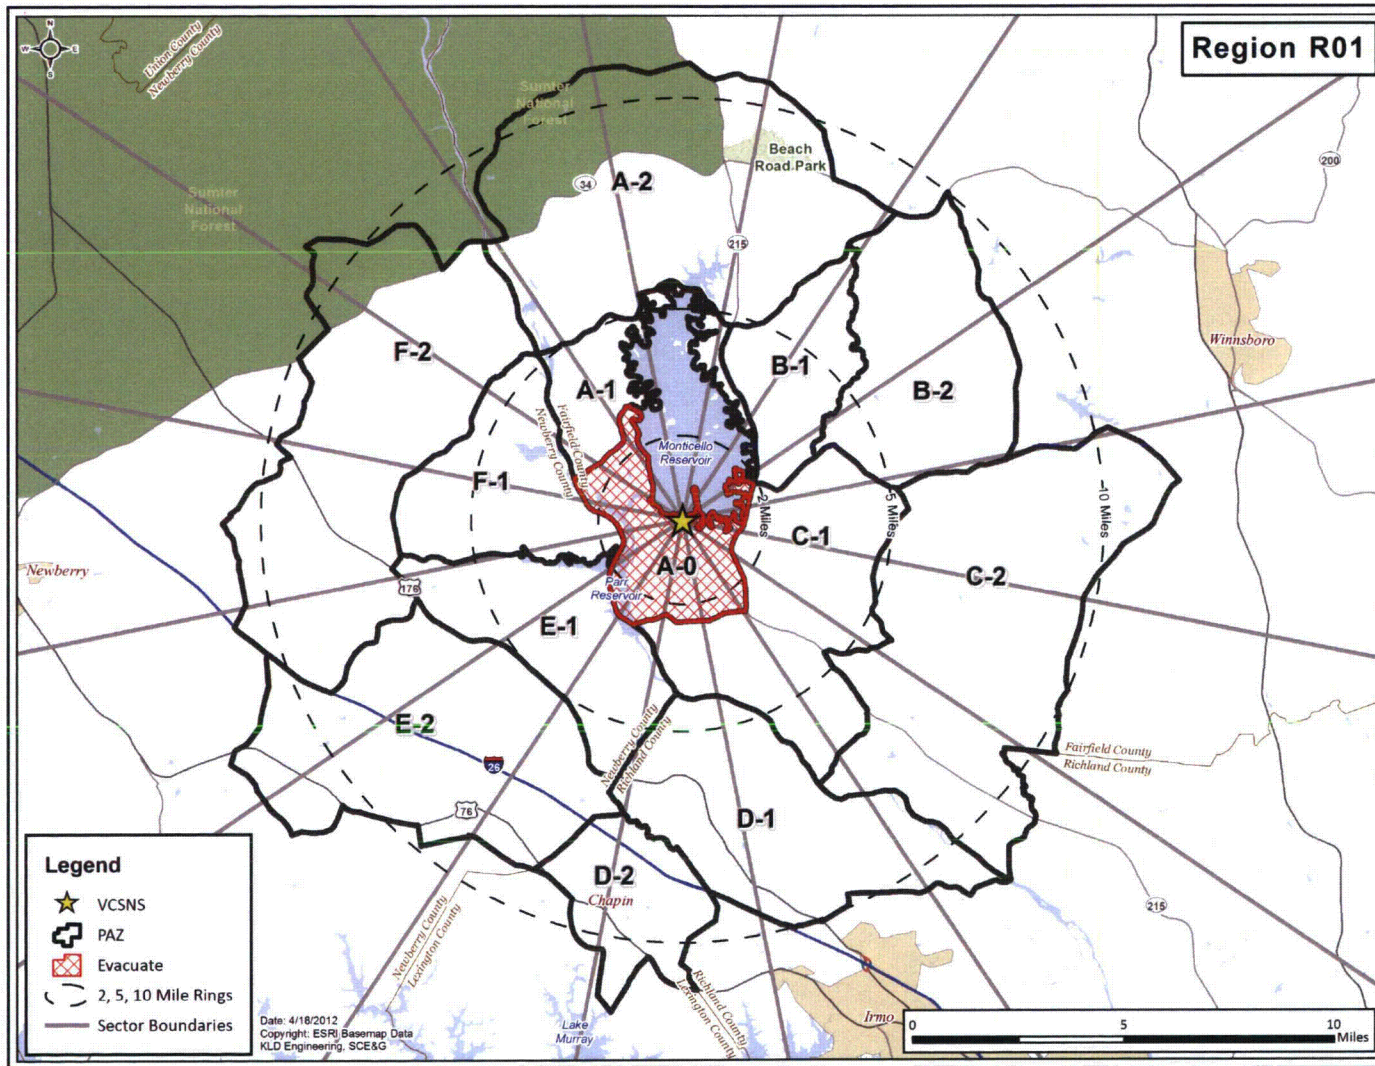 Region R01
N
W
E
S
Union County
Newberry County
Sumter
National
Forest
Beach
Road Park
200
34
A-2
Sumter
National
Forest
215
F-2
A-1
B-1
B-2
Winnsboro
Fairfield County
Newberry County
Monticello
Reservoir
F-1
2 Miles
5 Miles
10 Miles
C-1
Newberry
A-0
C-2
176
Parr
Reservoir
E-1
E-2
Newberry County
Richland County
Fairfield County
Richland County
26
76
D-1
D-2
Chapin
215
Newberry County
Lexington County
Richland County
Lexington County
Lake
Murray
Irmo
Legend
VCSNS
PAZ
Evacuate
2, 5, 10 Mile Rings
Sector Boundaries
Date: 4/18/2012
Copyright: ESRI Basemap Data
KLD Engineering, SCE&G
0 5 10
Miles